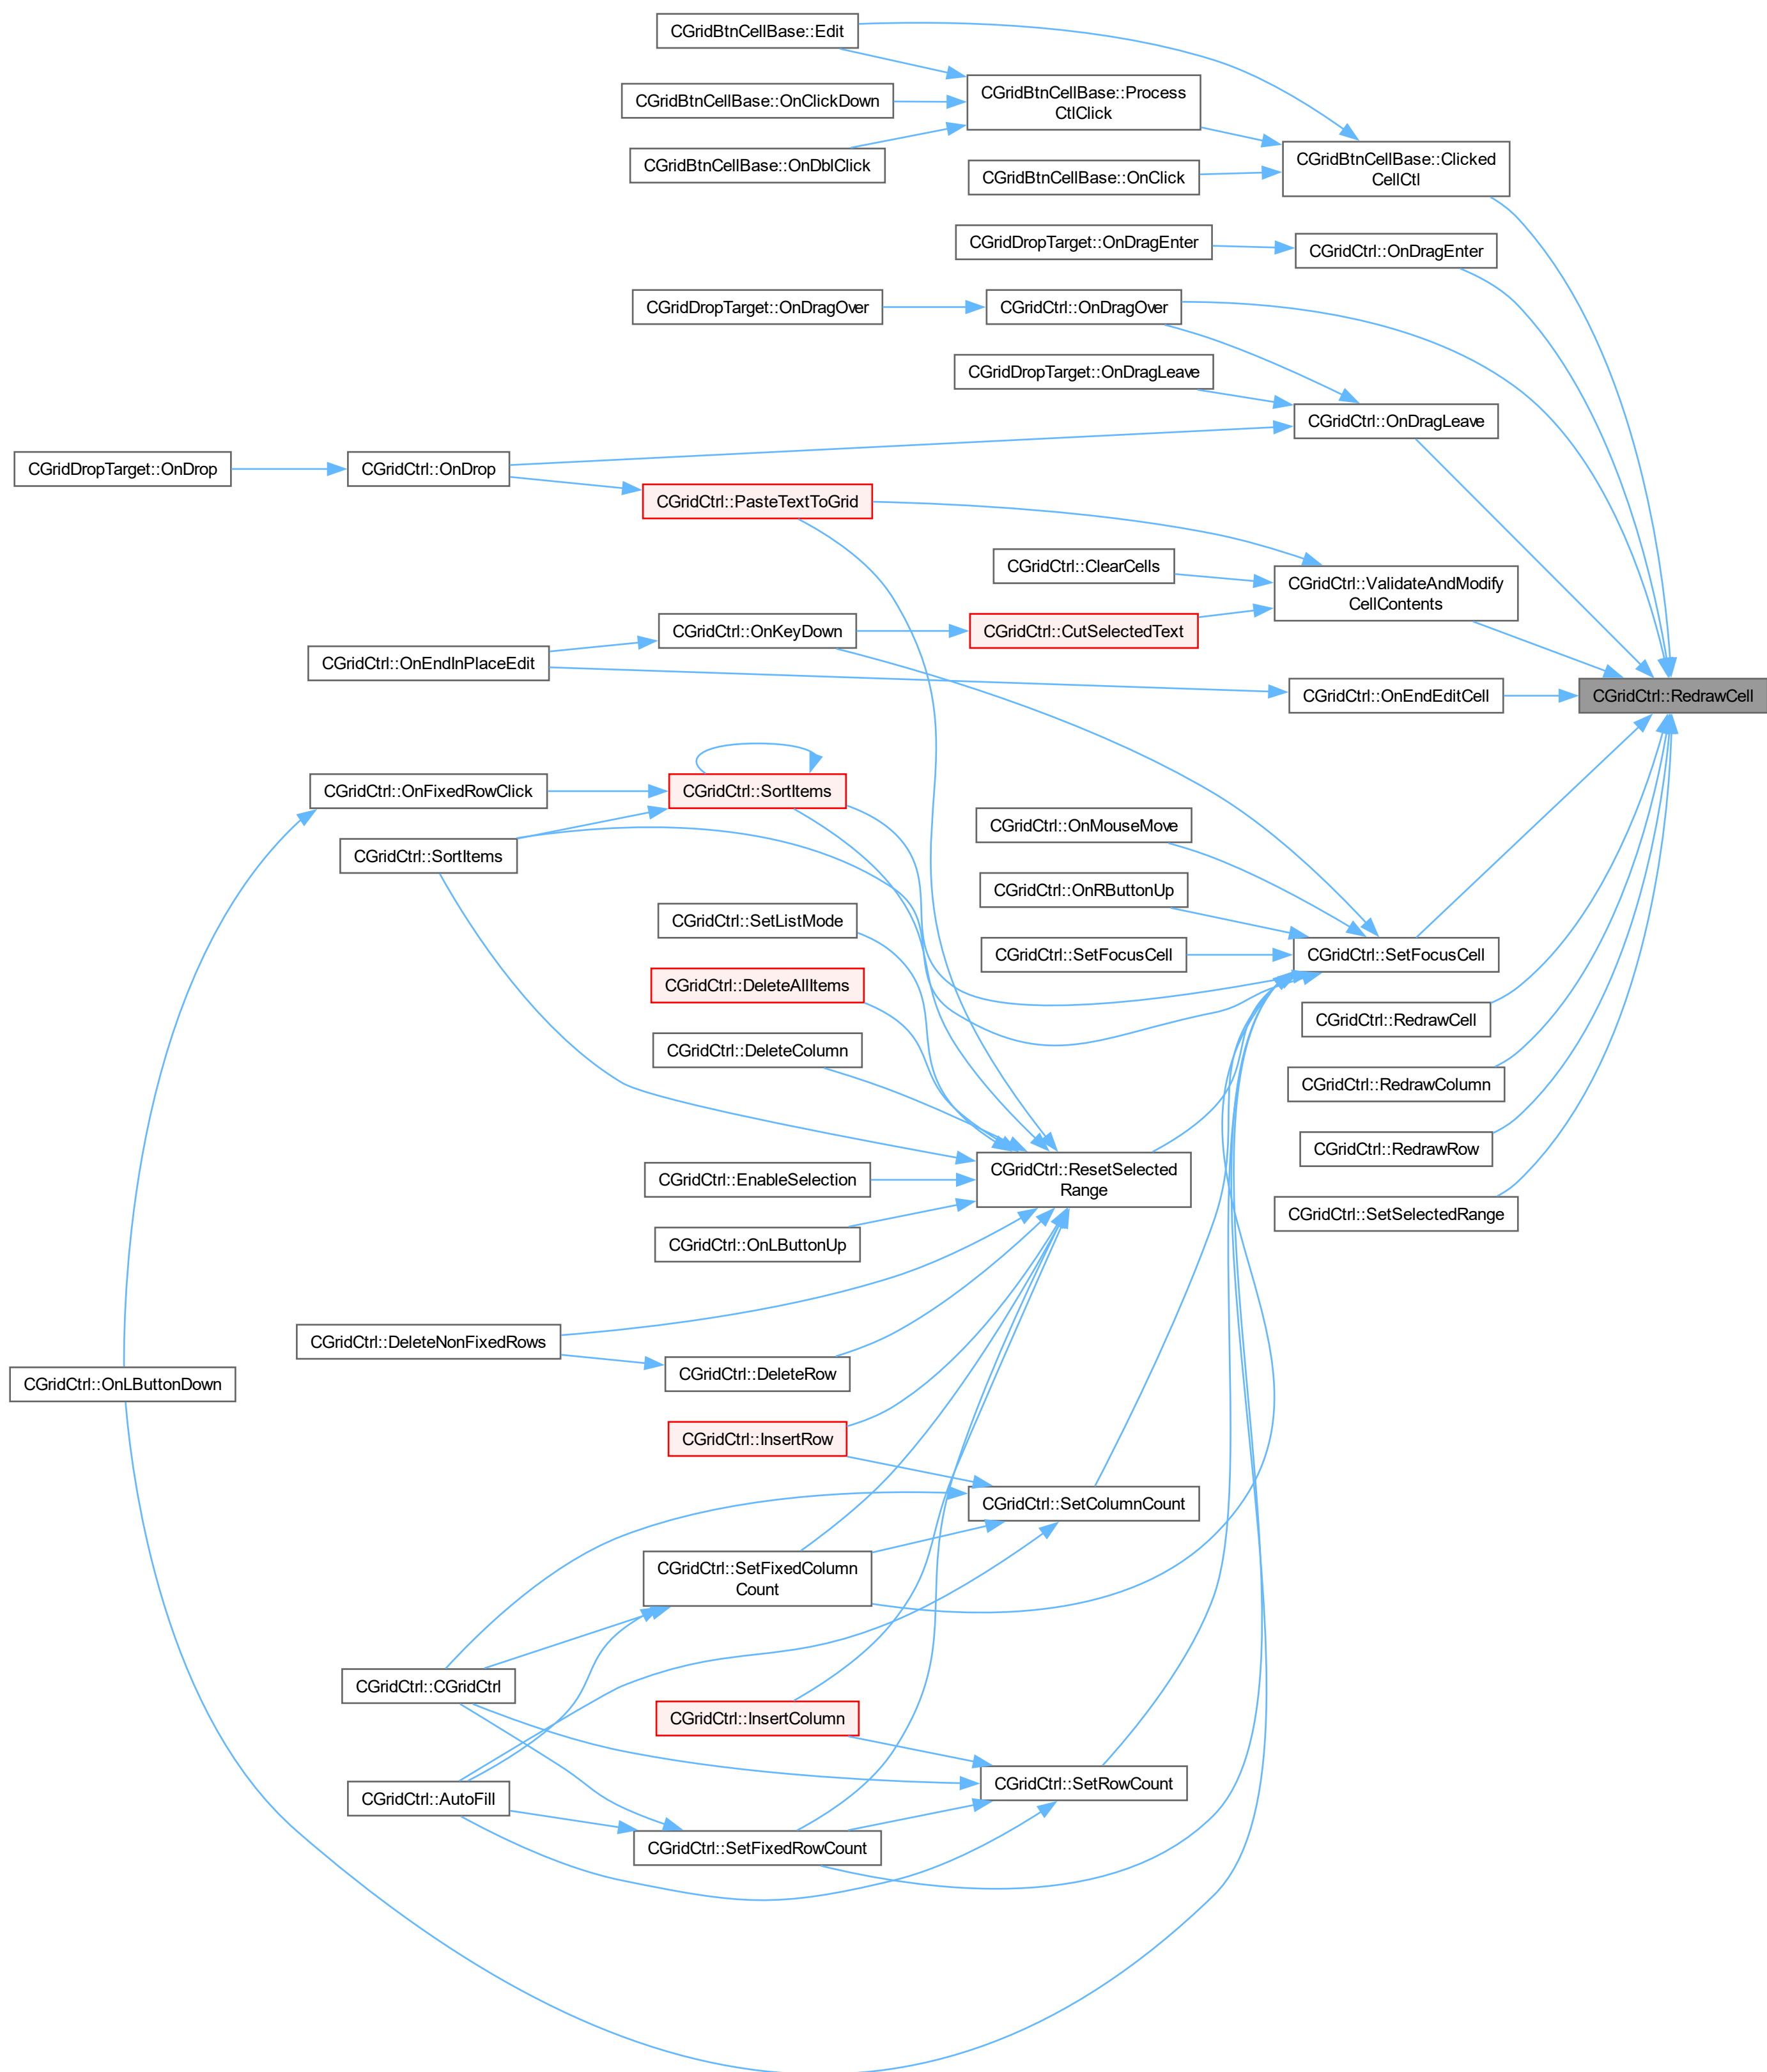 CGridBtnCellBase::Edit
CGridBtnCellBase::Process
CtlClick
CGridBtnCellBase::OnClickDown
CGridBtnCellBase::OnDblClick
CGridBtnCellBase::Clicked
CellCtl
CGridBtnCellBase::OnClick
CGridDropTarget::OnDragEnter
CGridCtrl::OnDragEnter
CGridDropTarget::OnDragOver
CGridCtrl::OnDragOver
CGridDropTarget::OnDragLeave
CGridCtrl::OnDragLeave
CGridDropTarget::OnDrop
CGridCtrl::OnDrop
CGridCtrl::PasteTextToGrid
CGridCtrl::ClearCells
CGridCtrl::ValidateAndModify
CellContents
CGridCtrl::OnKeyDown
CGridCtrl::CutSelectedText
CGridCtrl::OnEndInPlaceEdit
CGridCtrl::OnEndEditCell
CGridCtrl::RedrawCell
CGridCtrl::OnFixedRowClick
CGridCtrl::SortItems
CGridCtrl::OnMouseMove
CGridCtrl::SortItems
CGridCtrl::OnRButtonUp
CGridCtrl::SetListMode
CGridCtrl::SetFocusCell
CGridCtrl::SetFocusCell
CGridCtrl::DeleteAllItems
CGridCtrl::RedrawCell
CGridCtrl::DeleteColumn
CGridCtrl::RedrawColumn
CGridCtrl::RedrawRow
CGridCtrl::EnableSelection
CGridCtrl::ResetSelected
Range
CGridCtrl::SetSelectedRange
CGridCtrl::OnLButtonUp
CGridCtrl::DeleteNonFixedRows
CGridCtrl::DeleteRow
CGridCtrl::OnLButtonDown
CGridCtrl::InsertRow
CGridCtrl::SetColumnCount
CGridCtrl::SetFixedColumn
Count
CGridCtrl::CGridCtrl
CGridCtrl::InsertColumn
CGridCtrl::SetRowCount
CGridCtrl::AutoFill
CGridCtrl::SetFixedRowCount